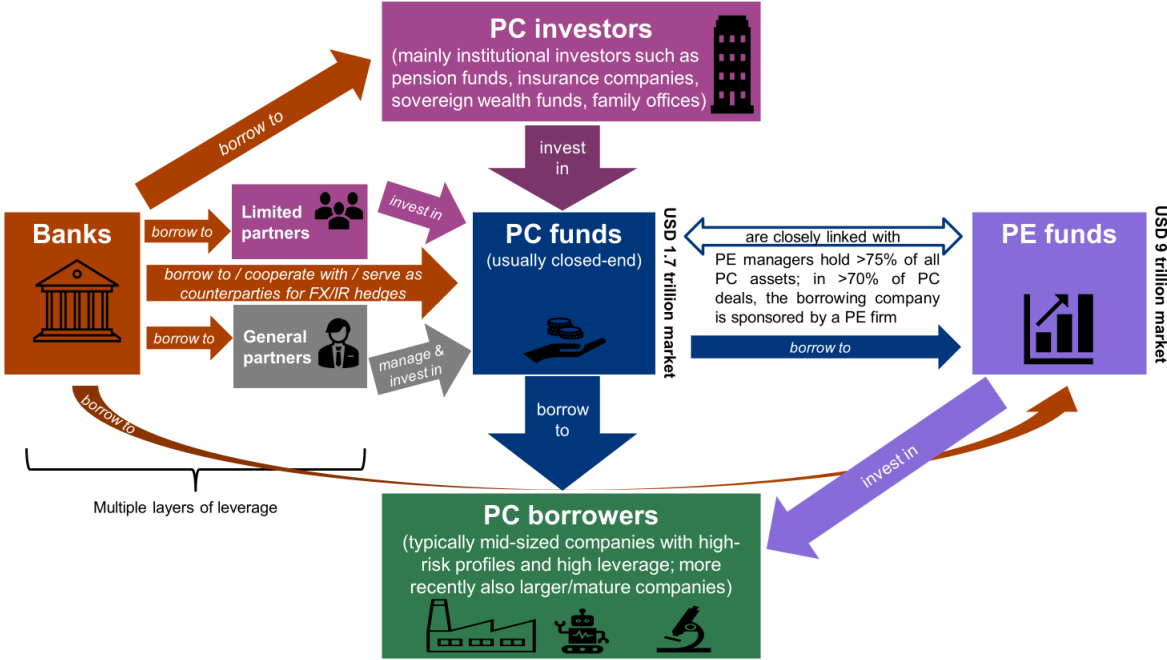 PC investors
(mainly institutional investors such as
pension funds, insurance companies,
sovereign wealth funds, family offices)
borrow to
invest
in
Banks
borrow to
Limited
partners
invest in
borrow to / cooperate with / serve as
counterparties for FX/IR hedges
borrow to
General
partners
manage &
invest in
PC funds
(usually closed-end)
USD 1.7 trillion market
are closely linked with
PE managers hold >75% of all
PC assets; in >70% of PC
deals, the borrowing company
is sponsored by a PE firm
borrow to
PE funds
USD 9 trillion market
borrow to
borrow
to
invest in
Multiple layers of leverage
PC borrowers
(typically mid-sized companies with high-
risk profiles and high leverage; more
recently also larger/mature companies)